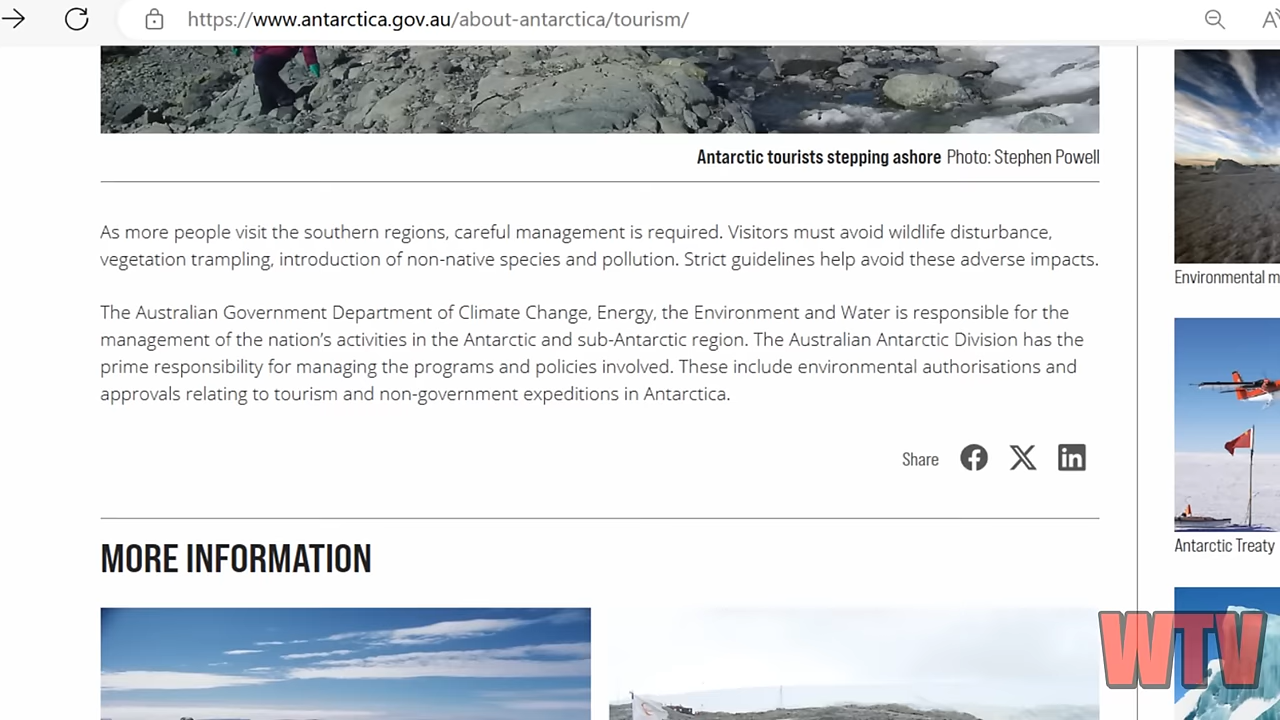 https://www.antarctica.gov.au/about-antarctica/tourism/
Antarctic tourists stepping ashore Photo: Stephen Powell
As more people visit the southern regions, careful management is required. Visitors must avoid wildlife disturbance,
vegetation trampling, introduction of non-native species and pollution. Strict guidelines help avoid these adverse impacts.
The Australian Government Department of Climate Change, Energy, the Environment and Water is responsible for the
management of the nation’s activities in the Antarctic and sub-Antarctic region. The Australian Antarctic Division has the
prime responsibility for managing the programs and policies involved. These include environmental authorisations and
approvals relating to tourism and non-government expeditions in Antarctica.
Share
MORE INFORMATION
Environmental m
Antarctic Treaty
WTV